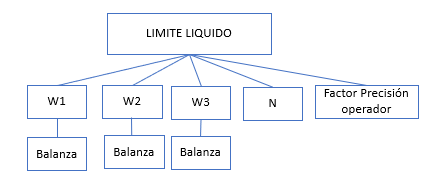 LIMITE LIQUIDO
W1
W2
W3
N
Factor Precisión
operador
Balanza
Balanza
Balanza